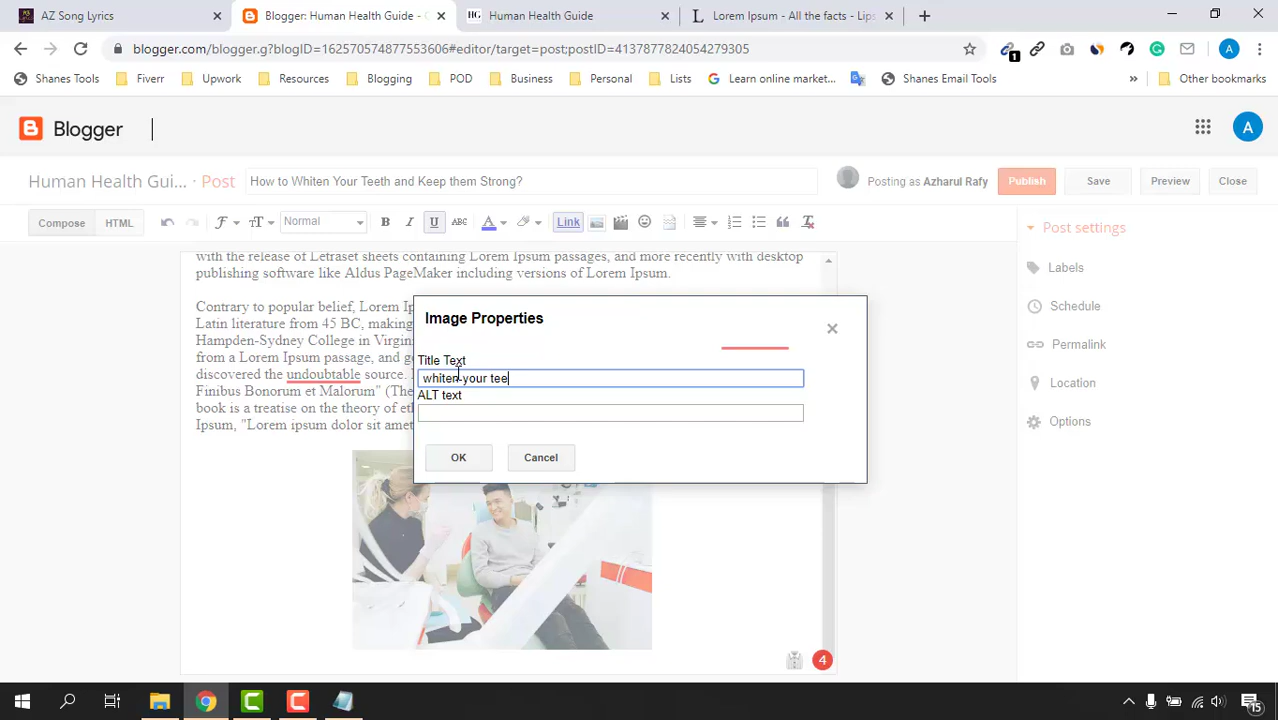 AZ Song Lyrics
Blogger: Human Health Guide - C
Human Health Guide
Lorem Ipsum - All the facts - Lips
blogger.com/blogger.g?blogID=162570574877553606#editor/target=post;postID=4137877824054279305
1
A
Shanes Tools
Fiverr
Upwork
Resources
Blogging
POD
Business
Personal
Lists
Learn online market...
Shanes Email Tools
»
Other bookmarks
Blogger
A
Human Health Gui... · Post
How to Whiten Your Teeth and Keep them Strong?
Posting as Azharul Rafy
Publish
Save
Preview
Close
Compose
HTML
Normal
B
I
U
ABC
A
Link
Post settings
Labels
Schedule
Permalink
Location
Options
with the release of Letraset sheets containing Lorem Ipsum passages, and more recently with desktop
publishing software like Aldus PageMaker including versions of Lorem Ipsum.
Contrary to popular belief, Lorem Ip
Latin literature from 45 BC, making
Hampden-Sydney College in Virgin
from a Lorem Ipsum passage, and g
discovered the undoubtable source.
Finibus Bonorum et Malorum" (The
book is a treatise on the theory of et
Ipsum, "Lorem ipsum dolor sit amet
Image Properties
Title Text
whiten your tee
ALT text
OK
Cancel
4
15